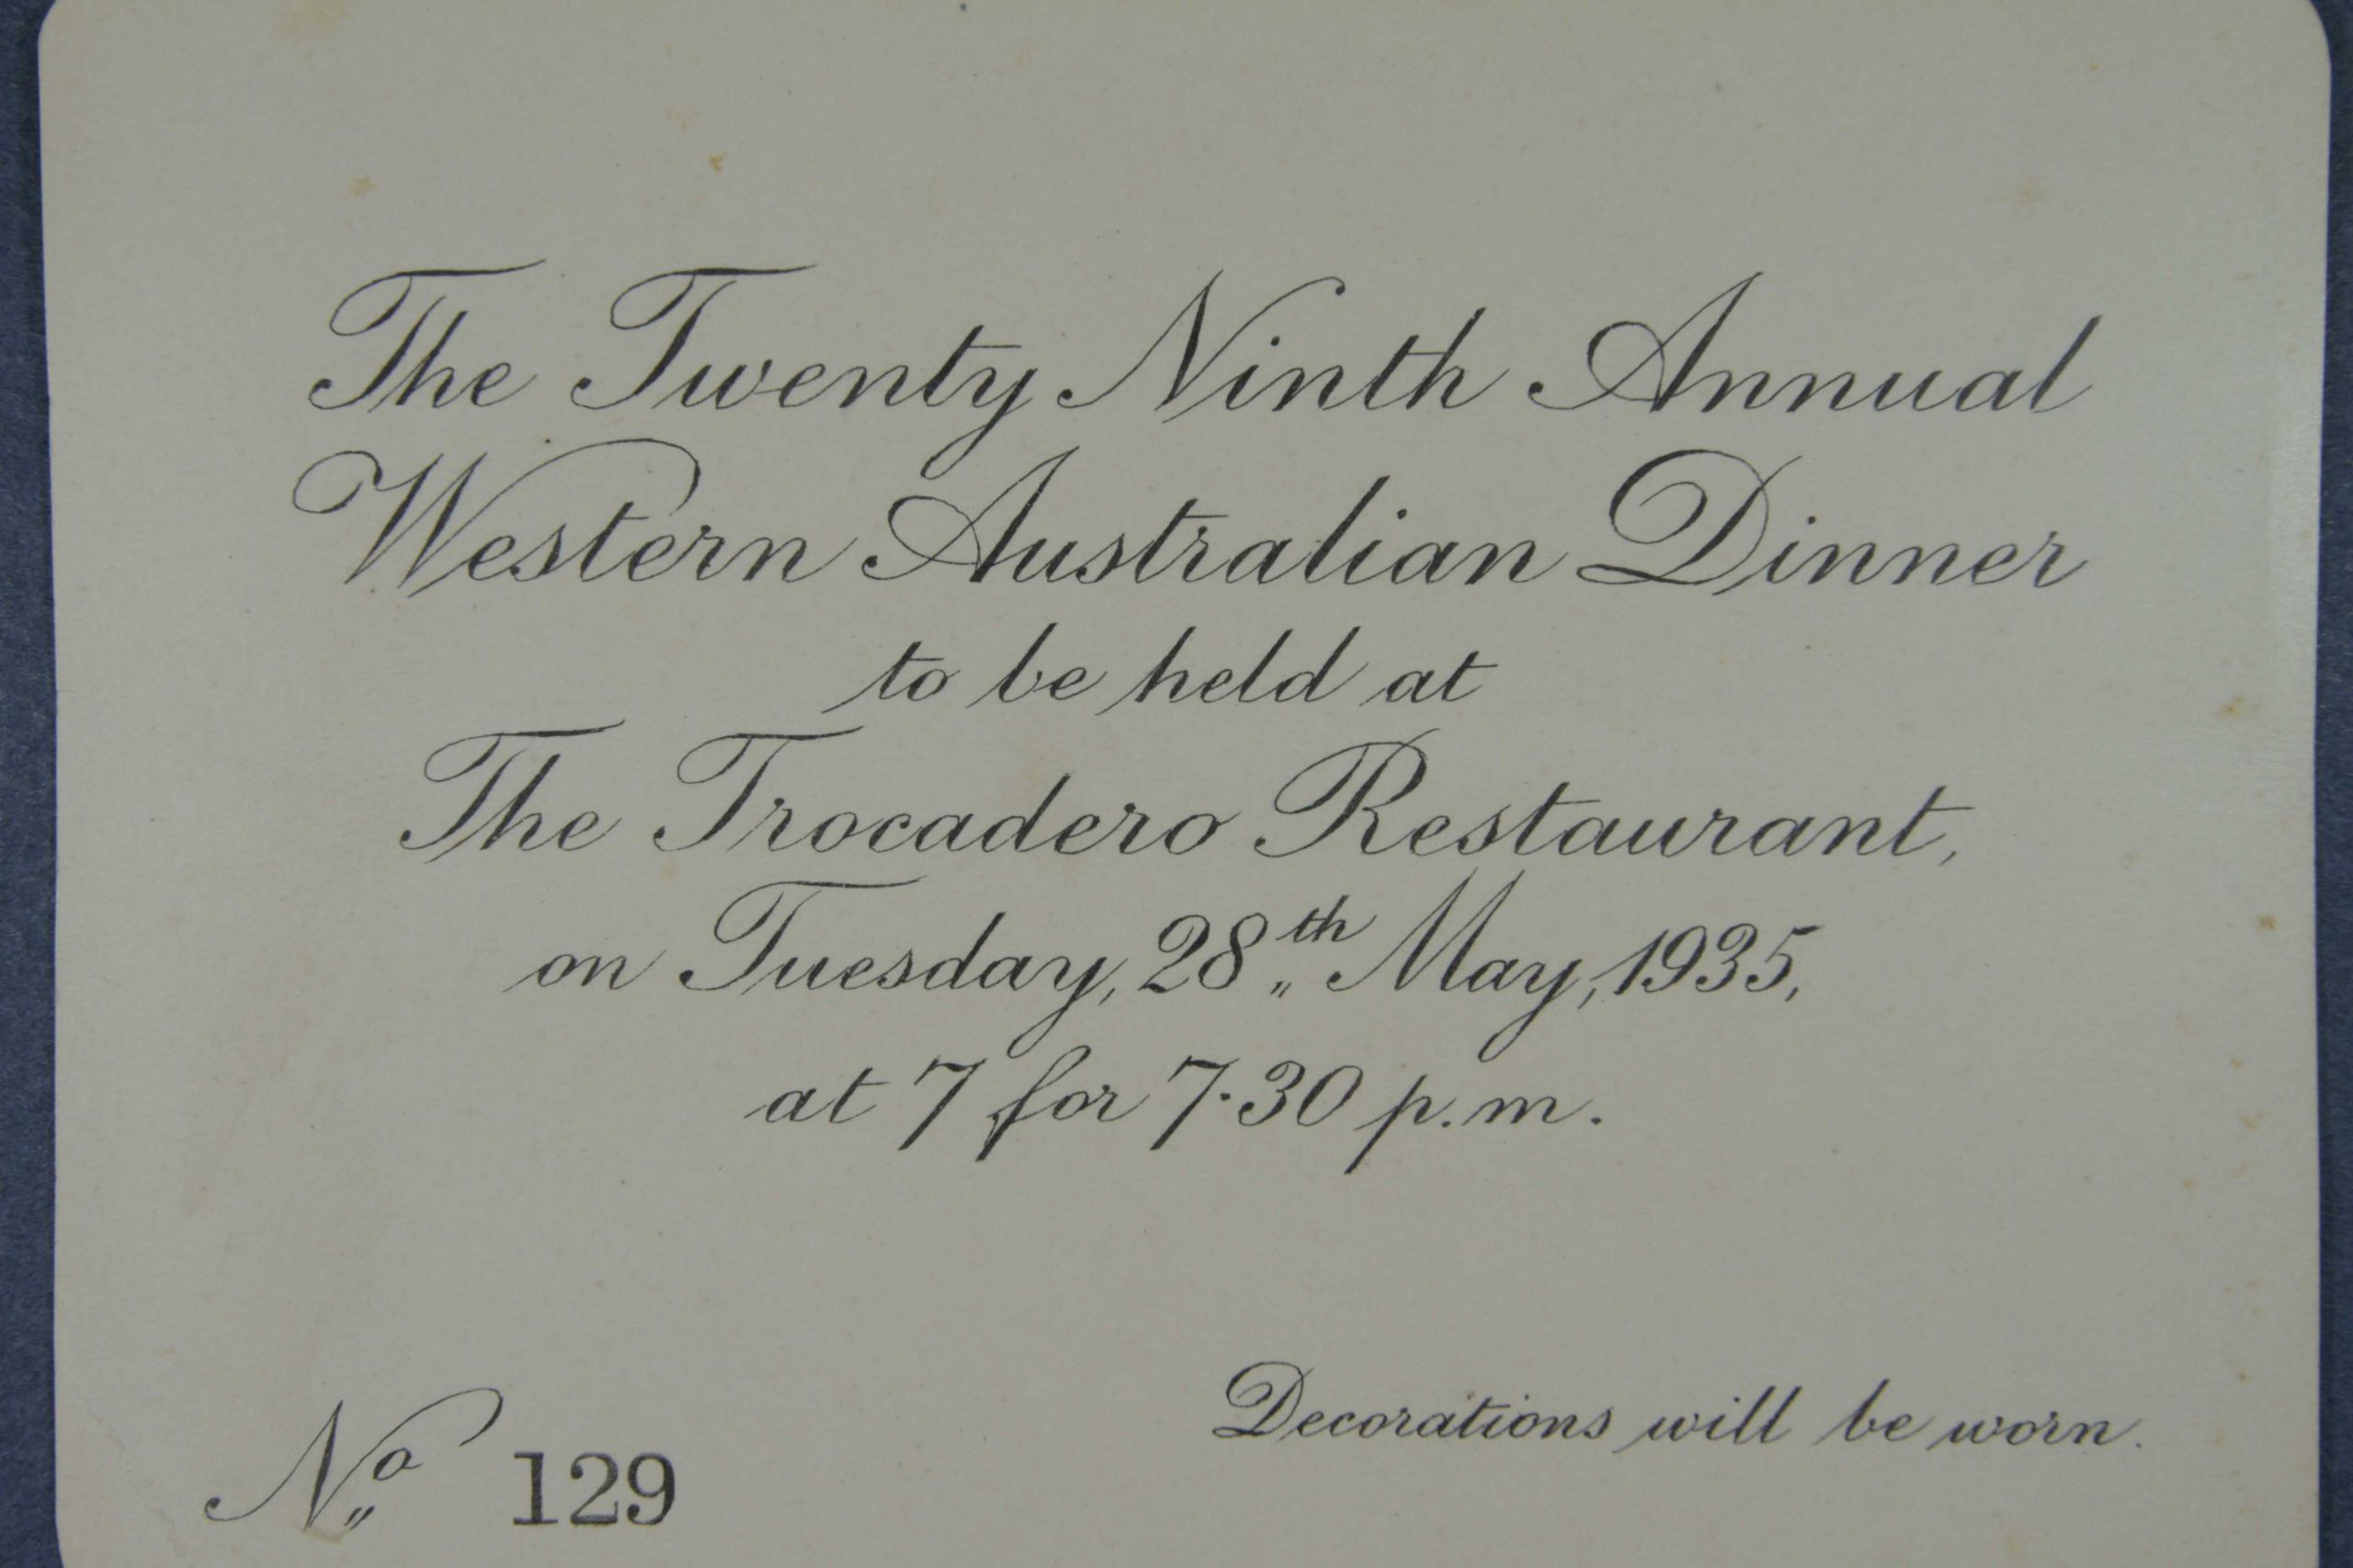 The Twenty Ninth Annual
Western Australian Dinner
to be held at
The Trocadero Restaurant,
on Tuesday, 28th May, 1935,
at 7 for 7·30 p.m.
Decorations will be worn.
No 129